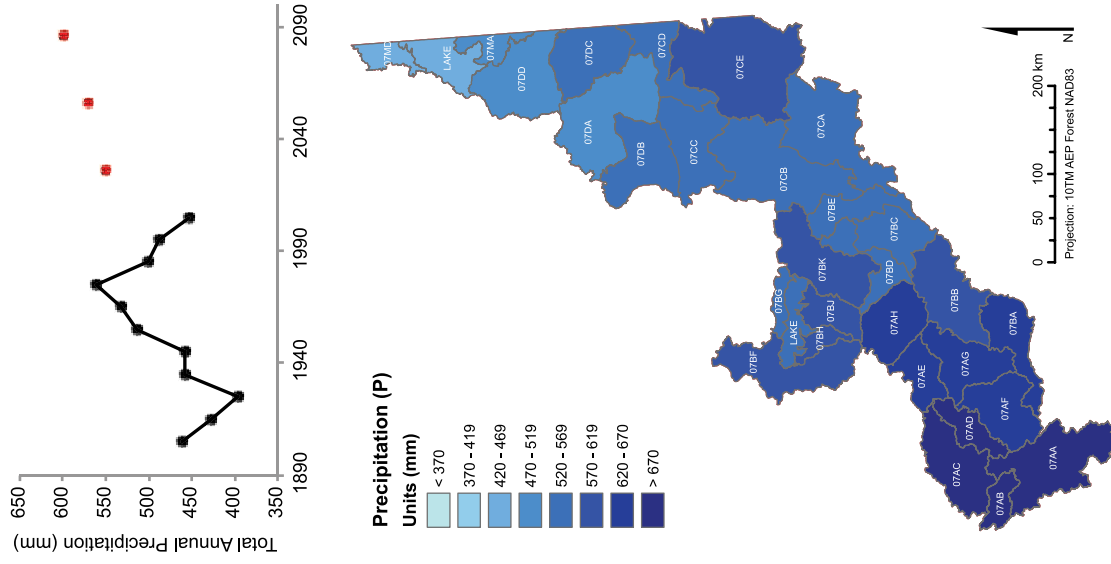 650
600
550
500
450
400
350
Total Annual Precipitation (mm)
1890
1940
1990
2040
2090
Precipitation (P)
Units (mm)
< 370
370 - 419
420 - 469
470 - 519
520 - 569
570 - 619
620 - 670
> 670
07MD
LAKE
07MA
07DD
07DC
07CD
07DA
07DB
07CC
07CE
07CB
07CA
07BE
07BC
07BK
07BD
07BG
LAKE
07BJ
07BH
07BF
07AH
07BB
07BA
07AE
07AG
07AF
07AD
07AC
07AB
07AA
0 50 100 200 km
Projection: 10TM AEP Forest NAD83
N